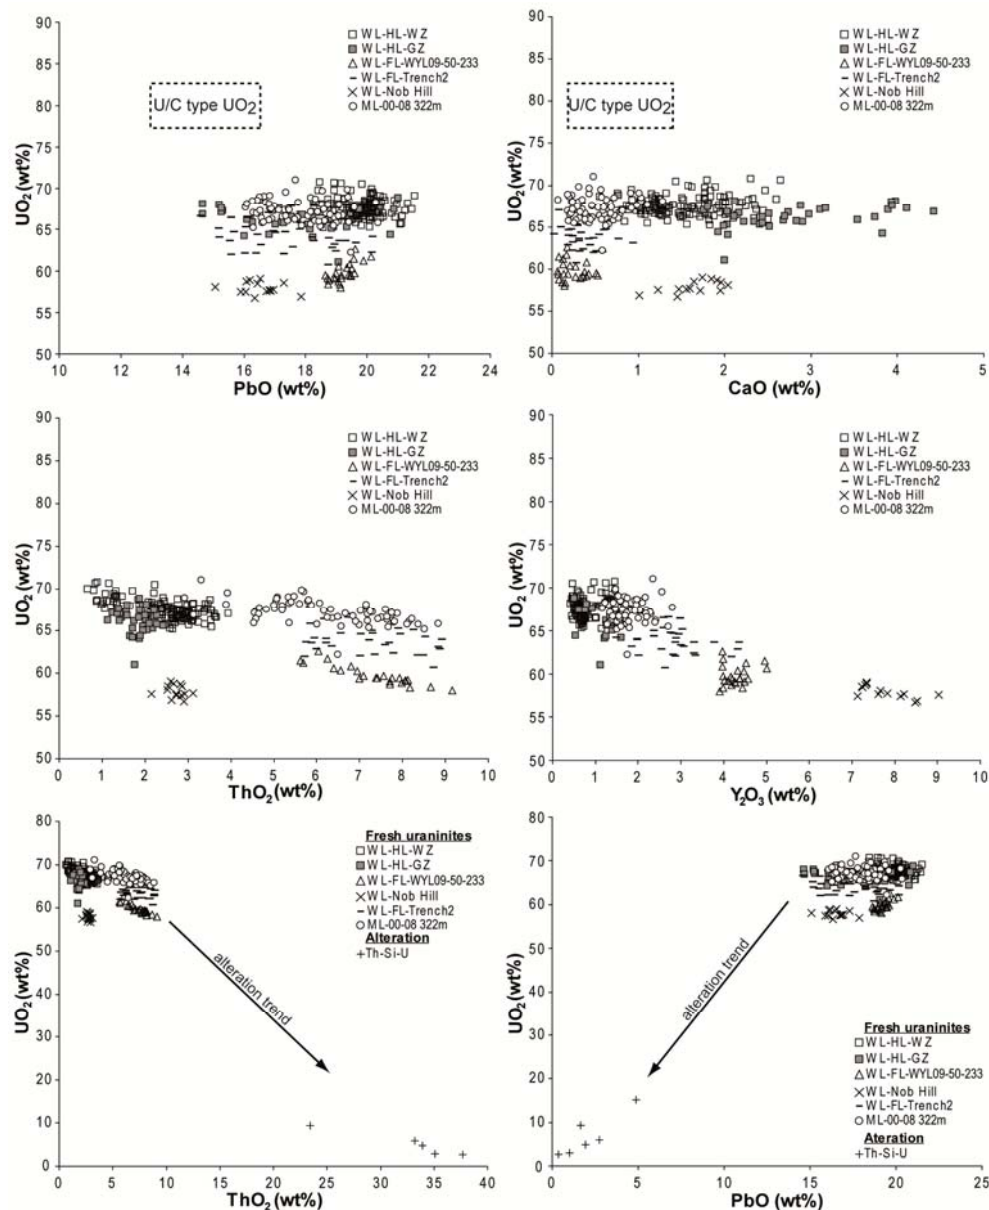 90
85
80
75
70
65
60
55
50
UO2 (wt%)
U/C type UO2
WL-HL-WZ
WL-HL-GZ
WL-FL-WYL09-50-233
WL-FL-Trench2
WL-Nob Hill
ML-00-08 322m
10 12 14 16 18 20 22 24
PbO (wt%)
90
85
80
75
70
65
60
55
50
UO2 (wt%)
U/C type UO2
WL-HL-WZ
WL-HL-GZ
WL-FL-WYL09-50-233
WL-FL-Trench2
WL-Nob Hill
ML-00-08 322m
0 1 2 3 4 5
CaO (wt%)
90
85
80
75
70
65
60
55
50
UO2 (wt%)
WL-HL-WZ
WL-HL-GZ
WL-FL-WYL09-50-233
WL-FL-Trench2
WL-Nob Hill
ML-00-08 322m
0 1 2 3 4 5 6 7 8 9 10
ThO2 (wt%)
90
85
80
75
70
65
60
55
50
UO2 (wt%)
WL-HL-WZ
WL-HL-GZ
WL-FL-WYL09-50-233
WL-FL-Trench2
WL-Nob Hill
ML-00-08 322m
0 1 2 3 4 5 6 7 8 9 10
Y2O3 (wt%)
80
70
60
50
40
30
20
10
0
UO2 (wt%)
Fresh uraninites
WL-HL-WZ
WL-HL-GZ
WL-FL-WYL09-50-233
WL-Nob Hill
WL-FL-Trench2
ML-00-08 322m
Alteration
Th-Si-U
alteration trend
0 5 10 15 20 25 30 35 40
ThO2 (wt%)
80
70
60
50
40
30
20
10
0
UO2 (wt%)
alteration trend
Fresh uraninites
WL-HL-WZ
WL-HL-GZ
WL-FL-WYL09-50-233
WL-Nob Hill
WL-FL-Trench2
ML-00-08 322m
Ateration
Th-Si-U
0 5 10 15 20 25
PbO (wt%)